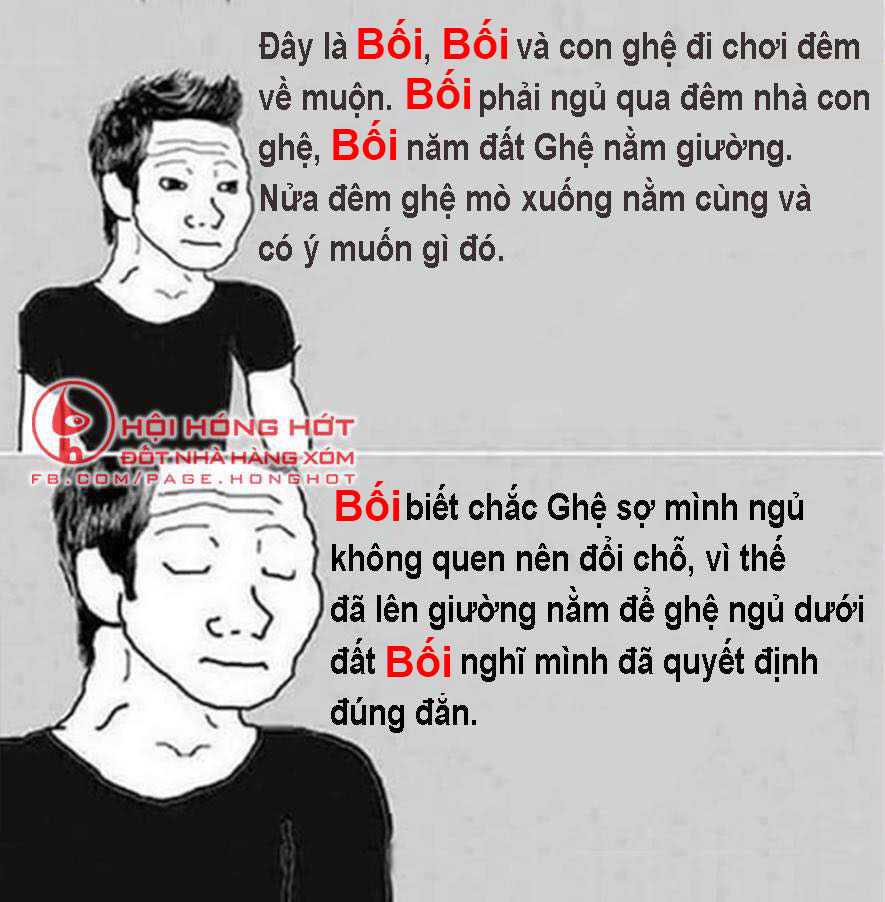 Đây là Bối, Bối và con ghệ đi chơi đêm
về muộn. Bối phải ngủ qua đêm nhà con
ghệ, Bối năm đất Ghệ nằm giường.
Nửa đêm ghệ mò xuống nằm cùng và
có ý muốn gì đó.
HỘI HÓNG HỚT
ĐỐT NHÀ HÀNG XÓM
FB.COM/PAGE.HONGHOT
Bối biết chắc Ghệ sợ mình ngủ
không quen nên đổi chỗ, vì thế
đã lên giường nằm để ghệ ngủ dưới
đất Bối nghĩ mình đã quyết định
đúng đắn.